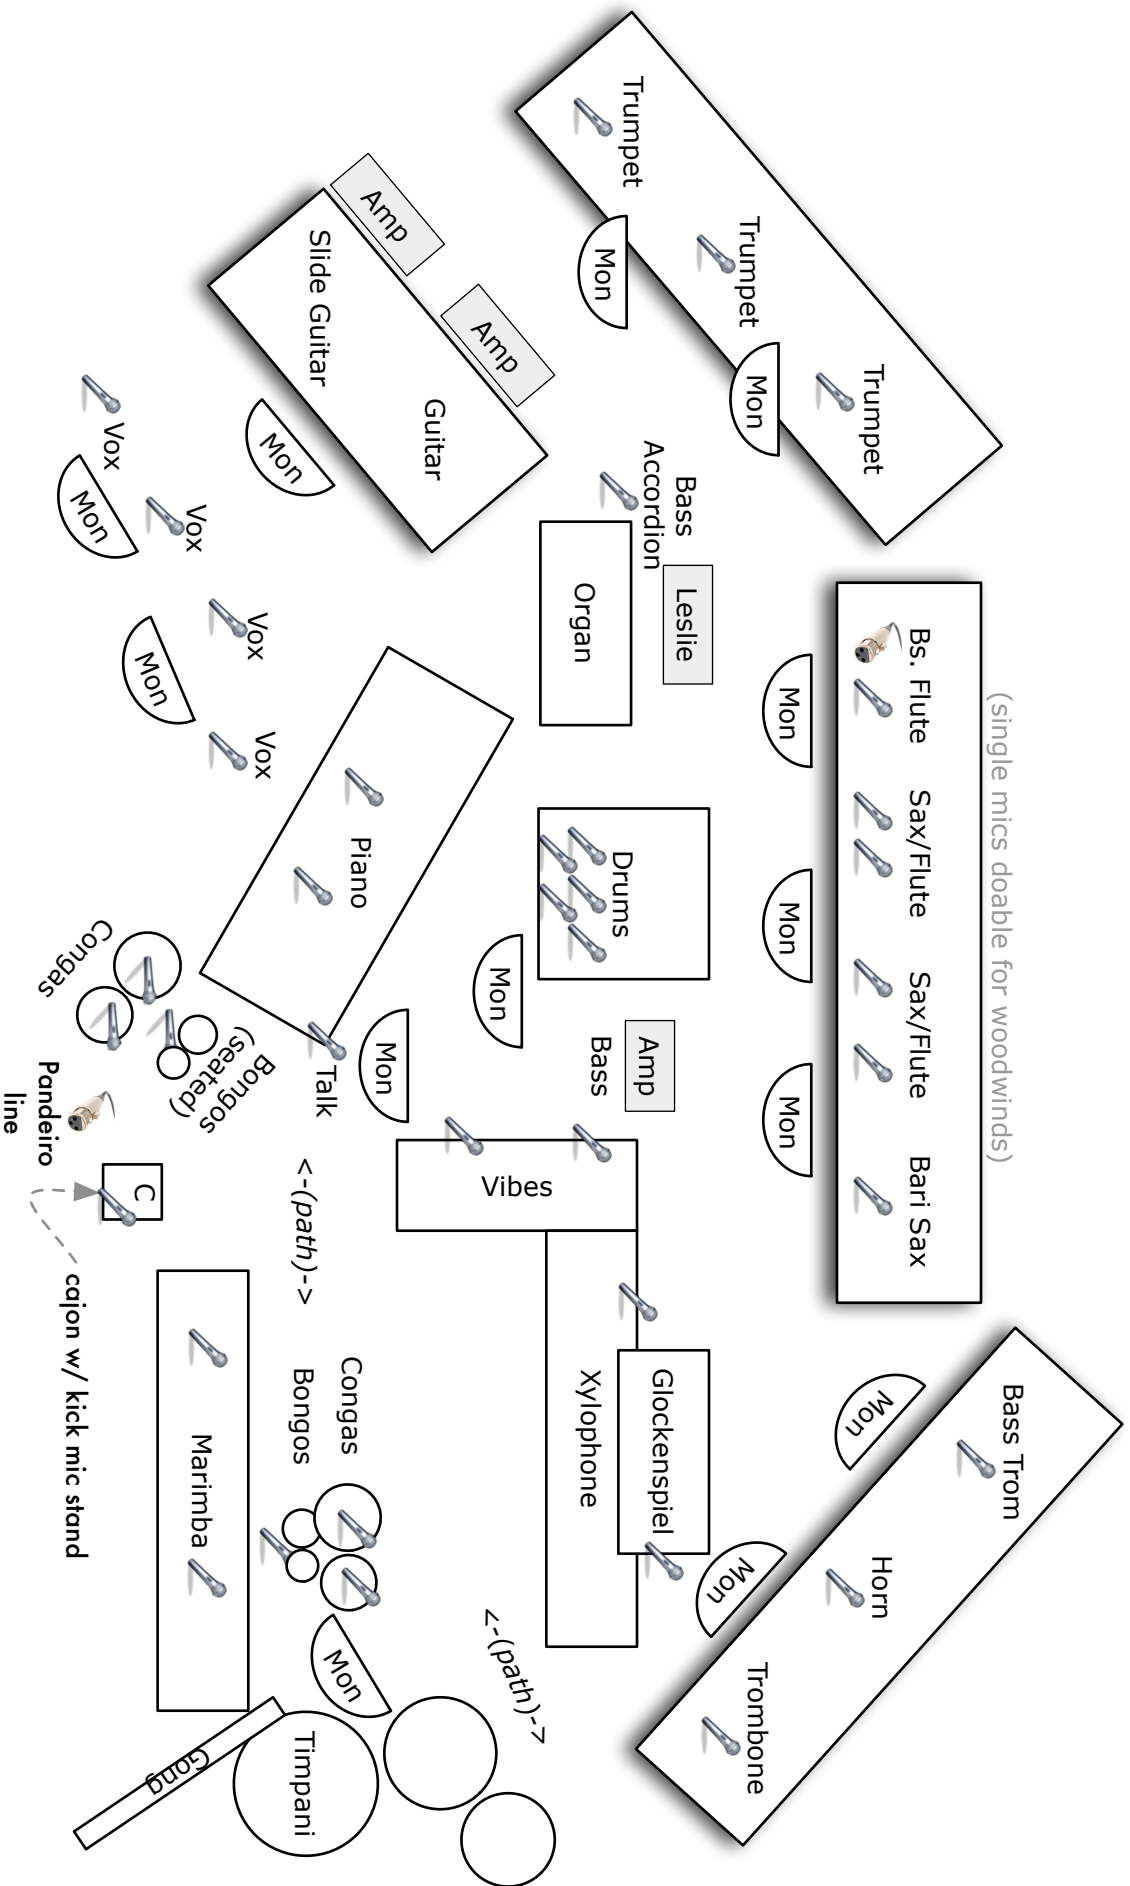 (single mics doable for woodwinds)
Bass Trom
Bs. Flute
Sax/Flute
Sax/Flute
Bari Sax
Trumpet
Horn
Mon
Mon
Mon
Mon
Trumpet
Mon
Trombone
Mon
Bass
Accordion
Leslie
Amp
Glockenspiel
Trumpet
Mon
Organ
Drums
Bass
Xylophone
Vibes
<-(path)->
Amp
Mon
Guitar
Amp
Mon
Piano
Congas
Bongos
Mon
Slide Guitar
Talk
<-(path)->
Timpani
Mon
Vox
Vox
Bongos
(seated)
Marimba
Vox
Gong
Mon
C
Vox
Mon
Congas
cajon w/ kick mic stand
Pandeiro
line